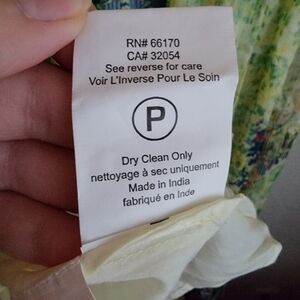 RN# 66170
CA# 32054
See reverse for care
Voir L'Inverse Pour Le Soin
P
Dry Clean Only
nettoyage à sec uniquement
Made in India
fabriqué en Inde